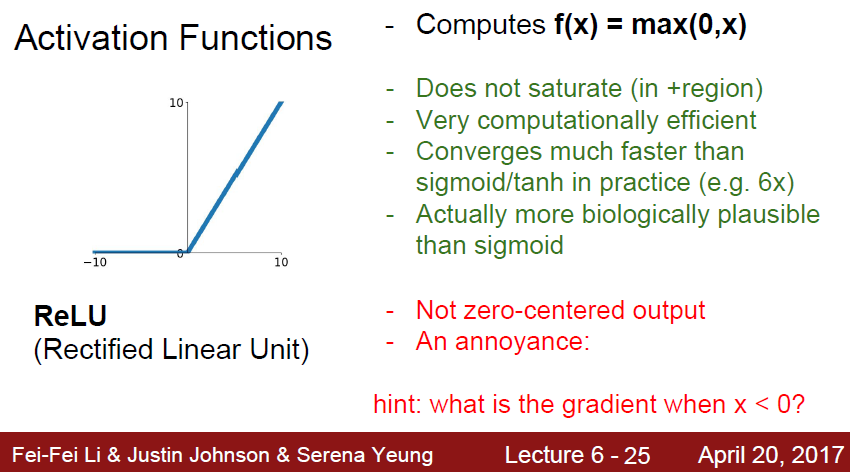 Activation Functions
- Computes f(x) = max(0,x)
- Does not saturate (in +region)
- Very computationally efficient
- Converges much faster than
sigmoid/tanh in practice (e.g. 6x)
- Actually more biologically plausible
than sigmoid
10
0
−10
10
ReLU
(Rectified Linear Unit)
- Not zero-centered output
- An annoyance:
hint: what is the gradient when x < 0?
Fei-Fei Li & Justin Johnson & Serena Yeung
Lecture 6 - 25
April 20, 2017